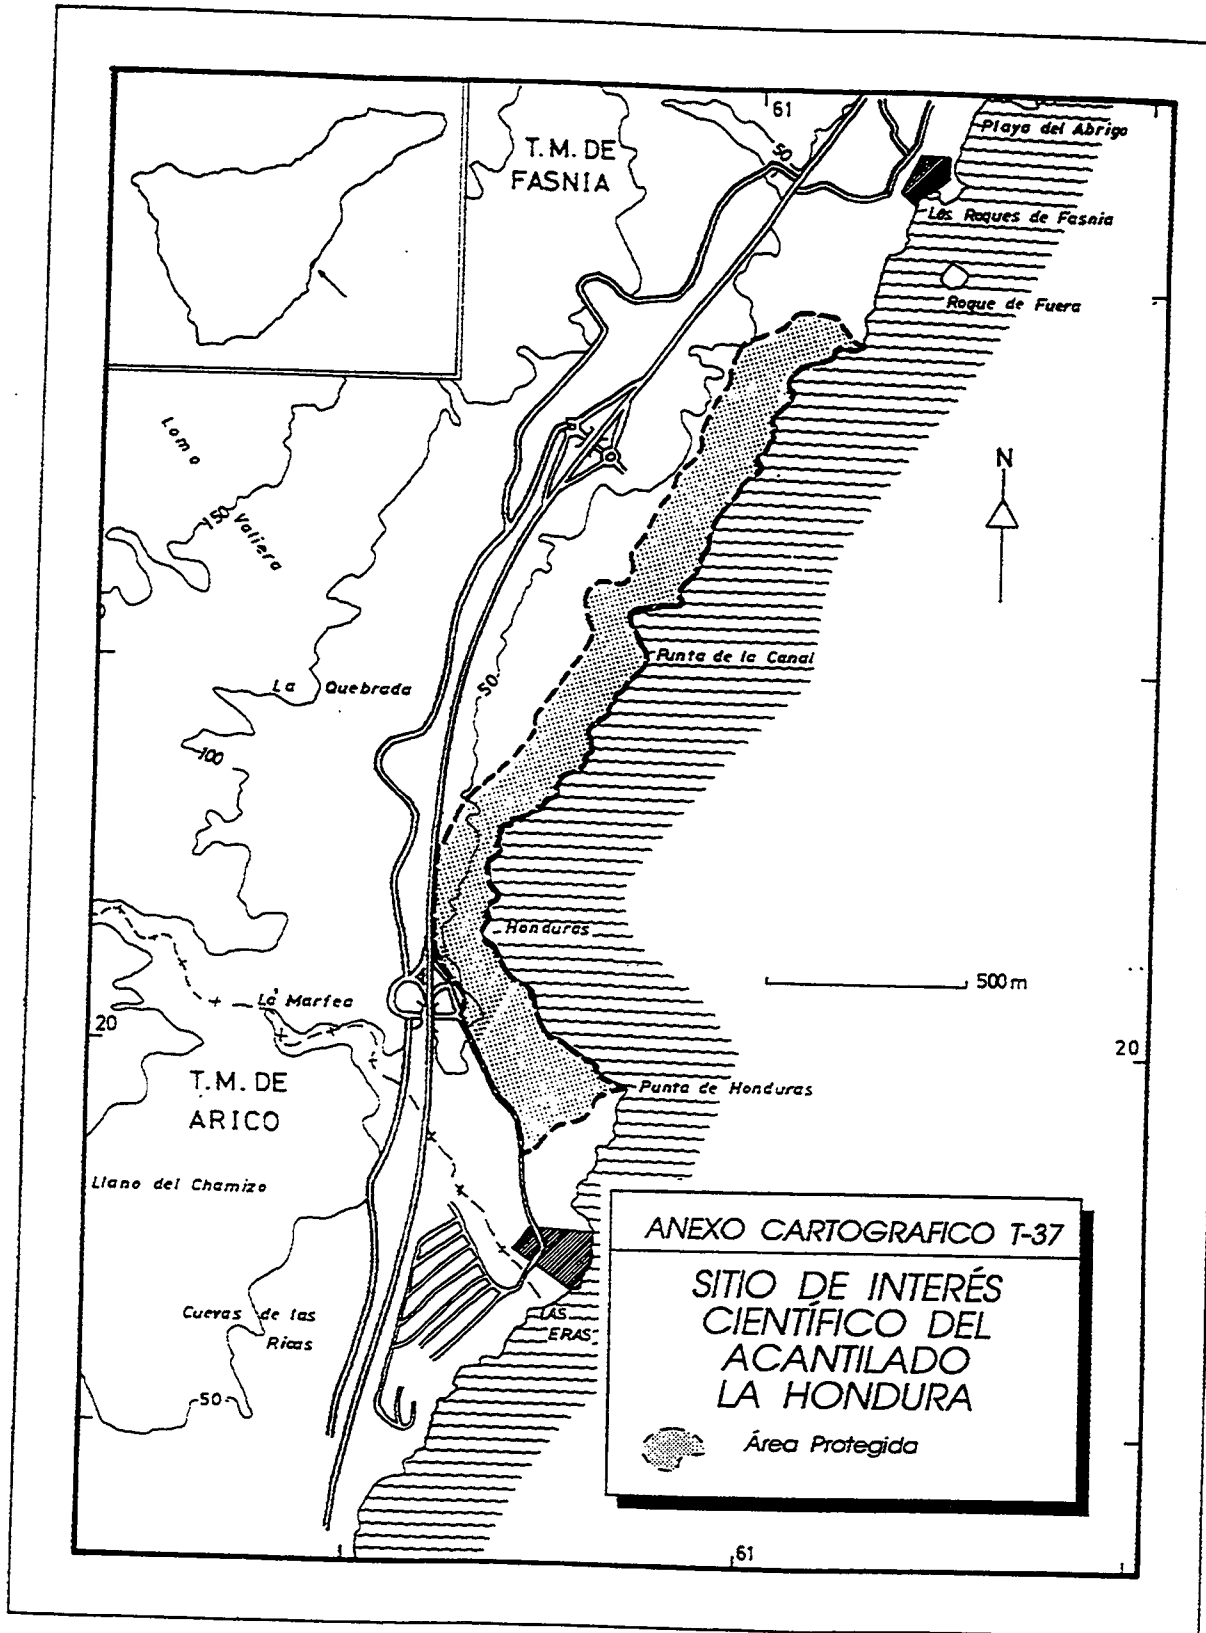 61
Playa del Abrigo
50
T.M. DE
FASNIA
Los Roques de Fasnia
Roque de Fuera
Lomo
Valiera
150
N
Punta de la Canal
La Quebrada
50
100
Honduras
500 m
La Marfea
20
20
T.M. DE
ARICO
Punta de Honduras
Llano del Chamizo
Cuevas de las
Ricas
LAS
ERAS
50
ANEXO CARTOGRAFICO T-37
SITIO DE INTERÉS
CIENTÍFICO DEL
ACANTILADO
LA HONDURA
Área Protegida
61